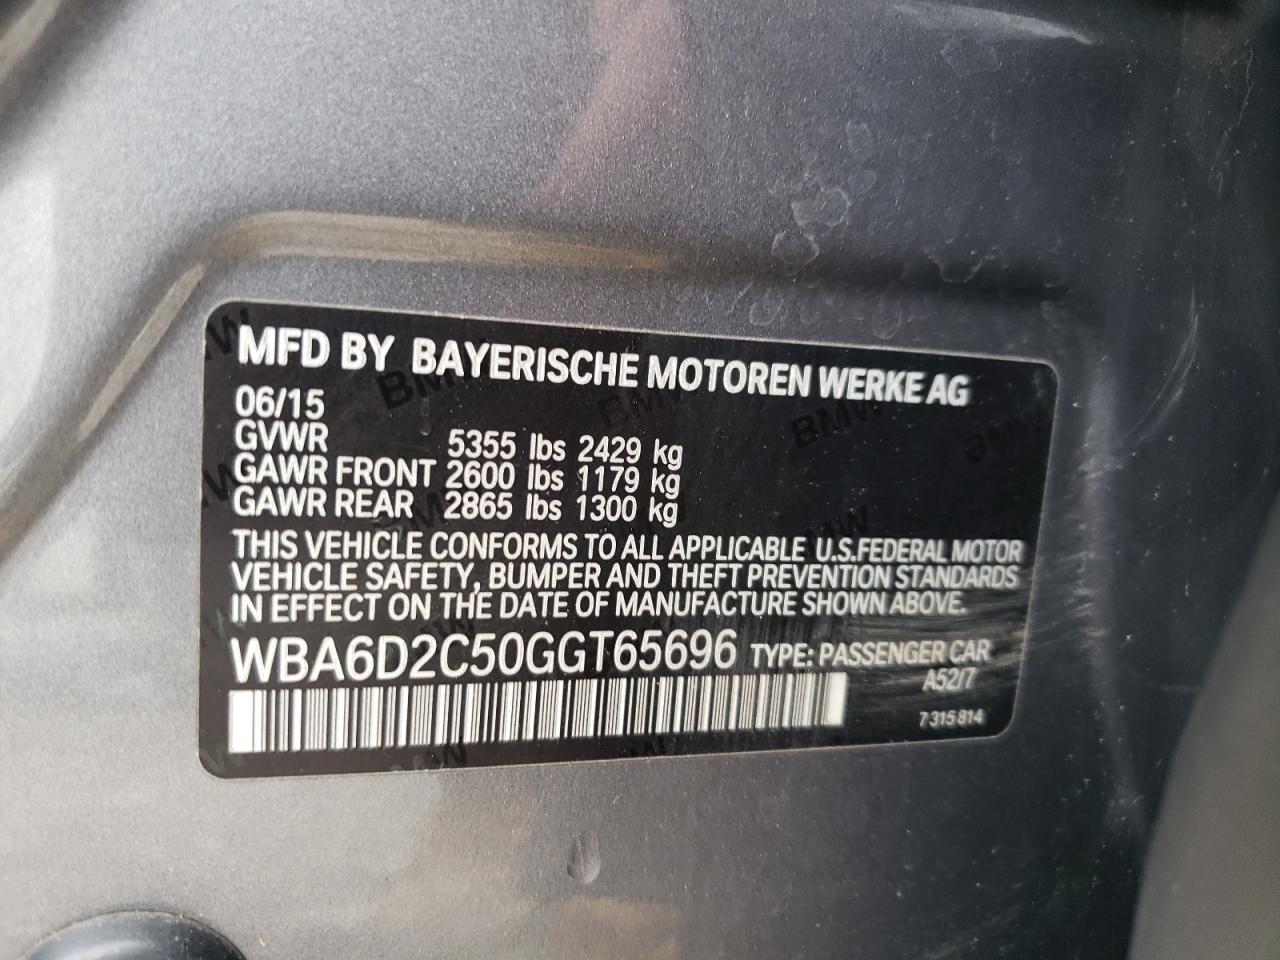 MFD BY BAYERISCHE MOTOREN WERKE AG
06/15
GVWR 5355 lbs 2429 kg
GAWR FRONT 2600 lbs 1179 kg
GAWR REAR 2865 lbs 1300 kg
THIS VEHICLE CONFORMS TO ALL APPLICABLE U.S.FEDERAL MOTOR
VEHICLE SAFETY, BUMPER AND THEFT PREVENTION STANDARDS
IN EFFECT ON THE DATE OF MANUFACTURE SHOWN ABOVE.
WBA6D2C50GGT65696 TYPE: PASSENGER CAR
A52/7
7 315 814